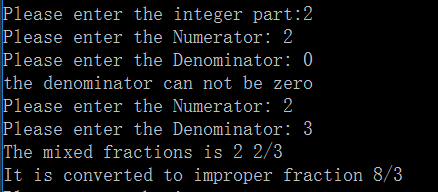 Please enter the integer part:2
Please enter the Numerator: 2
Please enter the Denominator: 0
the denominator can not be zero
Please enter the Numerator: 2
Please enter the Denominator: 3
The mixed fractions is 2 2/3
It is converted to improper fraction 8/3